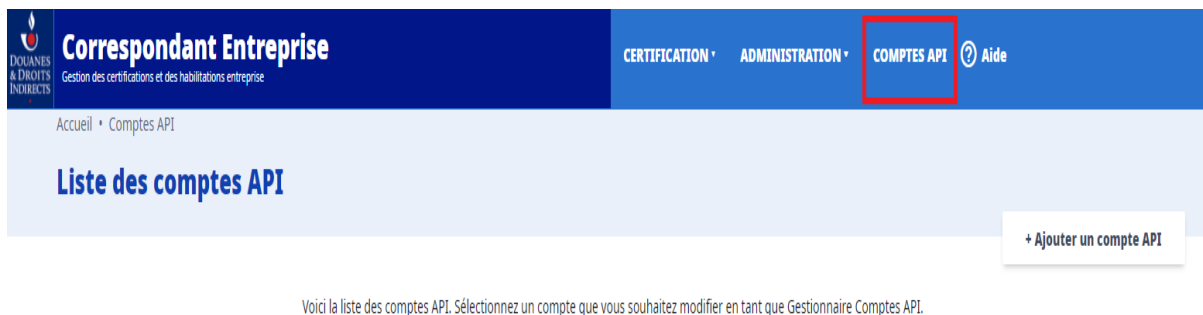 DOUANES
& DROITS
INDIRECTS
Correspondant Entreprise
Gestion des certifications et des habilitations entreprise
CERTIFICATION ▾ ADMINISTRATION ▾ COMPTES API ? Aide
Accueil • Comptes API
Liste des comptes API
+ Ajouter un compte API
Voici la liste des comptes API. Sélectionnez un compte que vous souhaitez modifier en tant que Gestionnaire Comptes API.